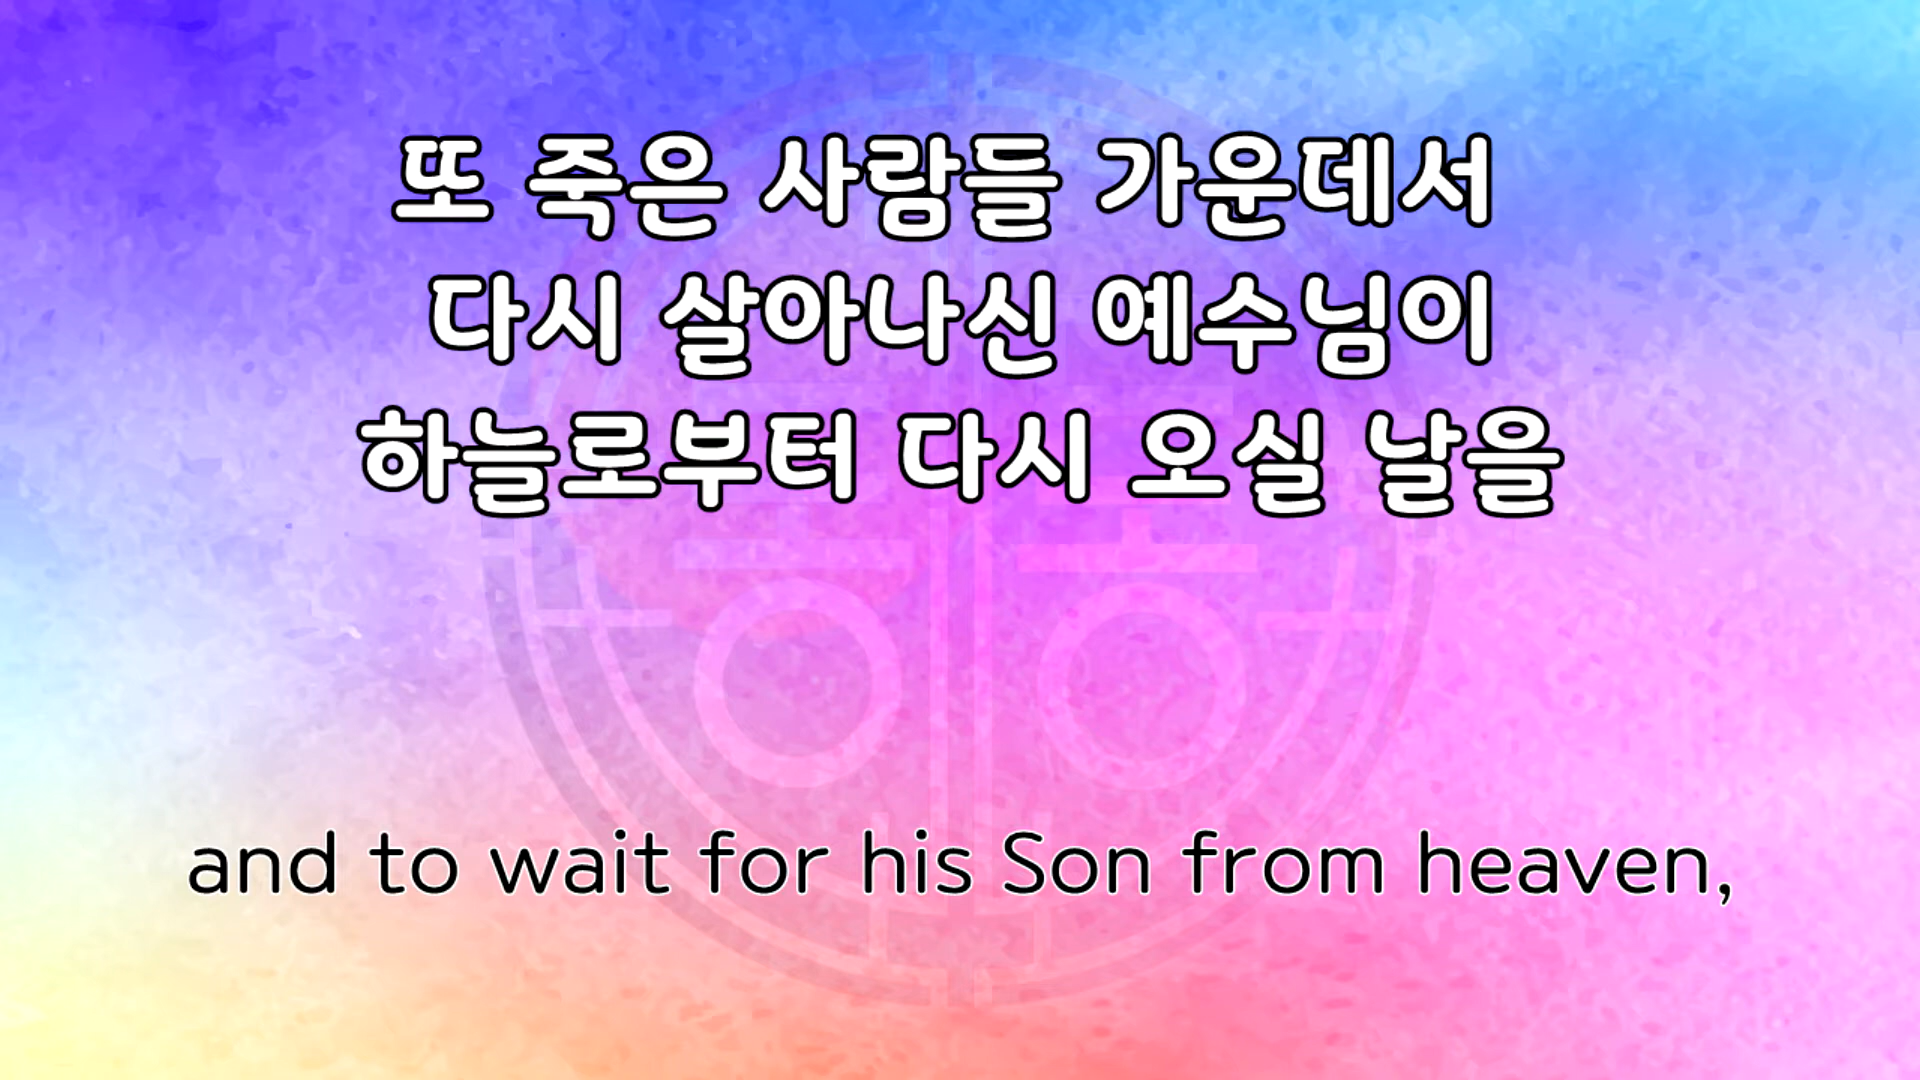 또 죽은 사람들 가운데서
다시 살아나신 예수님이
하늘로부터 다시 오실 날을
and to wait for his Son from heaven,